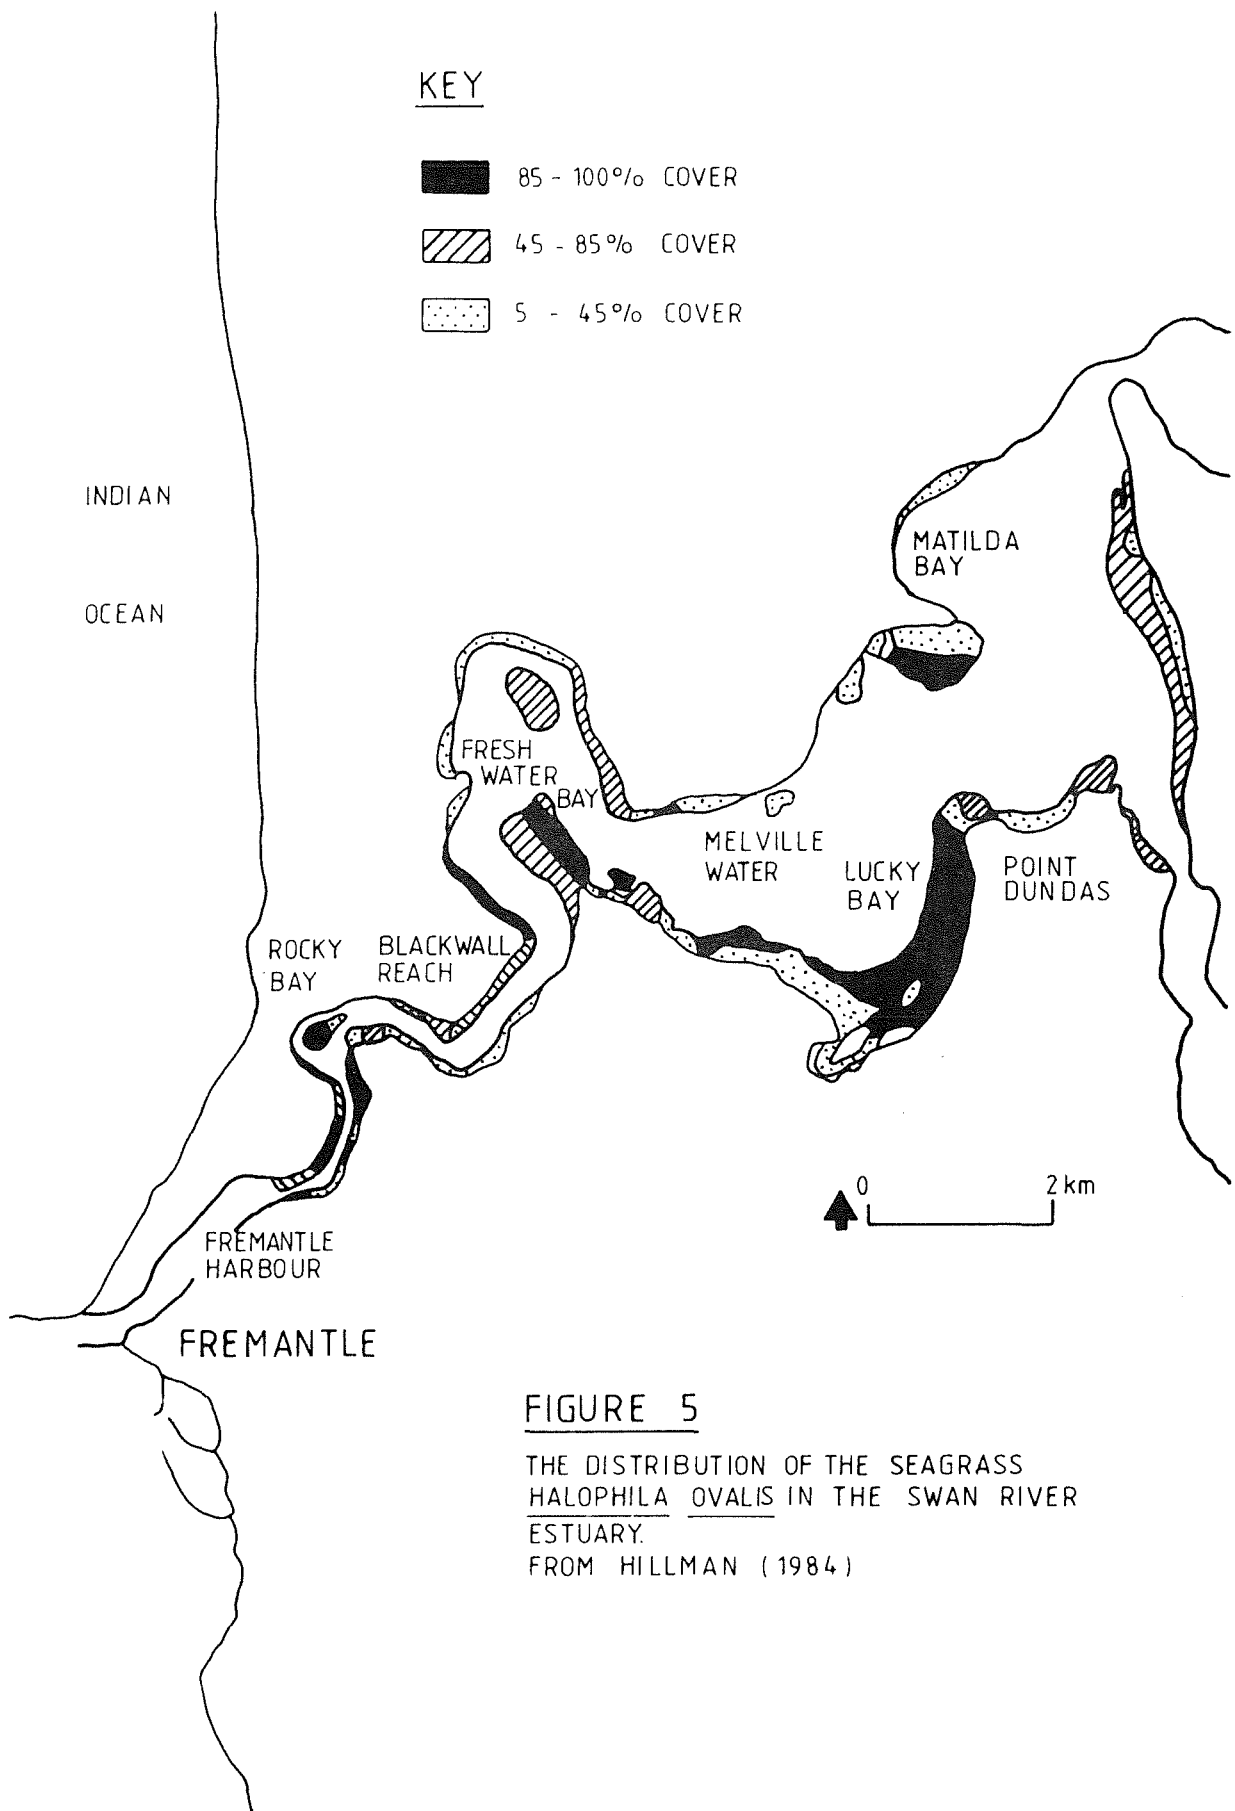 KEY
85 - 100% COVER
45 - 85% COVER
5 - 45% COVER
INDIAN
OCEAN
MATILDA
BAY
FRESH
WATER
BAY
MELVILLE
WATER
LUCKY
BAY
POINT
DUNDAS
ROCKY
BAY
BLACKWALL
REACH
0 2 km
FREMANTLE
HARBOUR
FREMANTLE
FIGURE 5
THE DISTRIBUTION OF THE SEAGRASS
HALOPHILA OVALIS IN THE SWAN RIVER
ESTUARY.
FROM HILLMAN (1984)